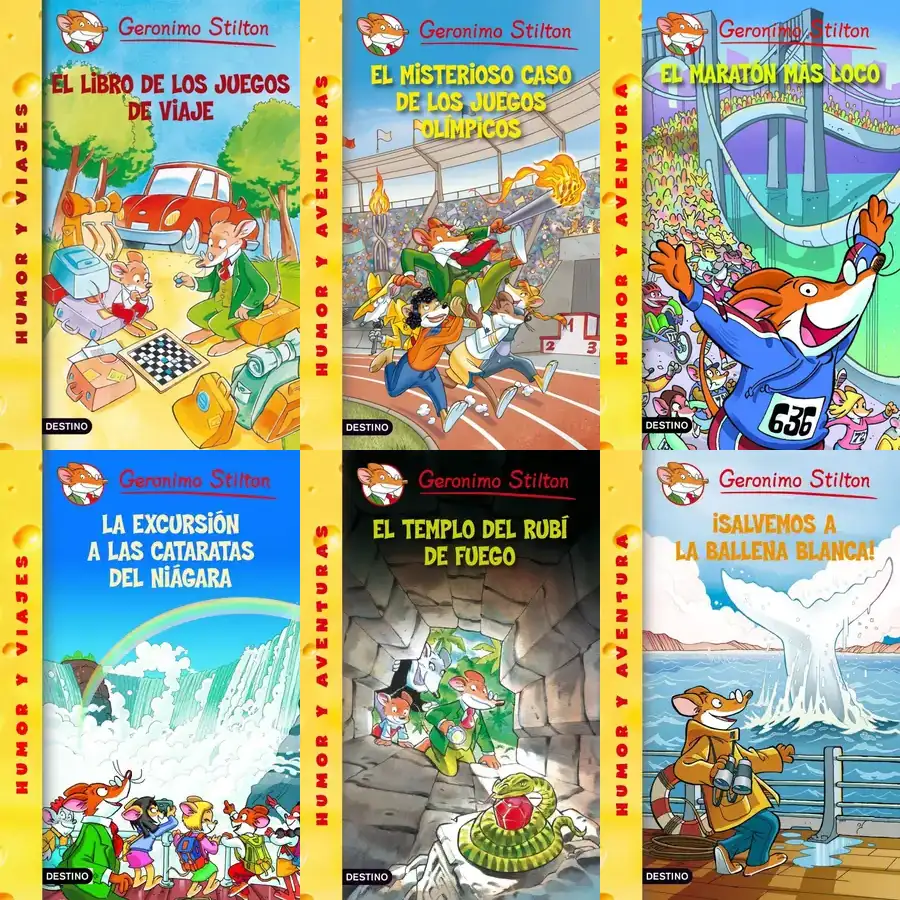 Geronimo Stilton
EL LIBRO DE LOS JUEGOS
DE VIAJE
HUMOR Y VIAJES
DESTINO
Geronimo Stilton
EL MISTERIOSO CASO
DE LOS JUEGOS
OLÍMPICOS
HUMOR Y AVENTURAS
1
2
3
DESTINO
Geronimo Stilton
EL MARATÓN MÁS LOCO
HUMOR Y AVENTURA
636
DESTINO
Geronimo Stilton
LA EXCURSIÓN
A LAS CATARATAS
DEL NIÁGARA
HUMOR Y VIAJES
DESTINO
Geronimo Stilton
EL TEMPLO DEL RUBÍ
DE FUEGO
HUMOR Y AVENTURAS
DESTINO
Geronimo Stilton
¡SALVEMOS A
LA BALLENA BLANCA!
HUMOR Y AVENTURA
DESTINO